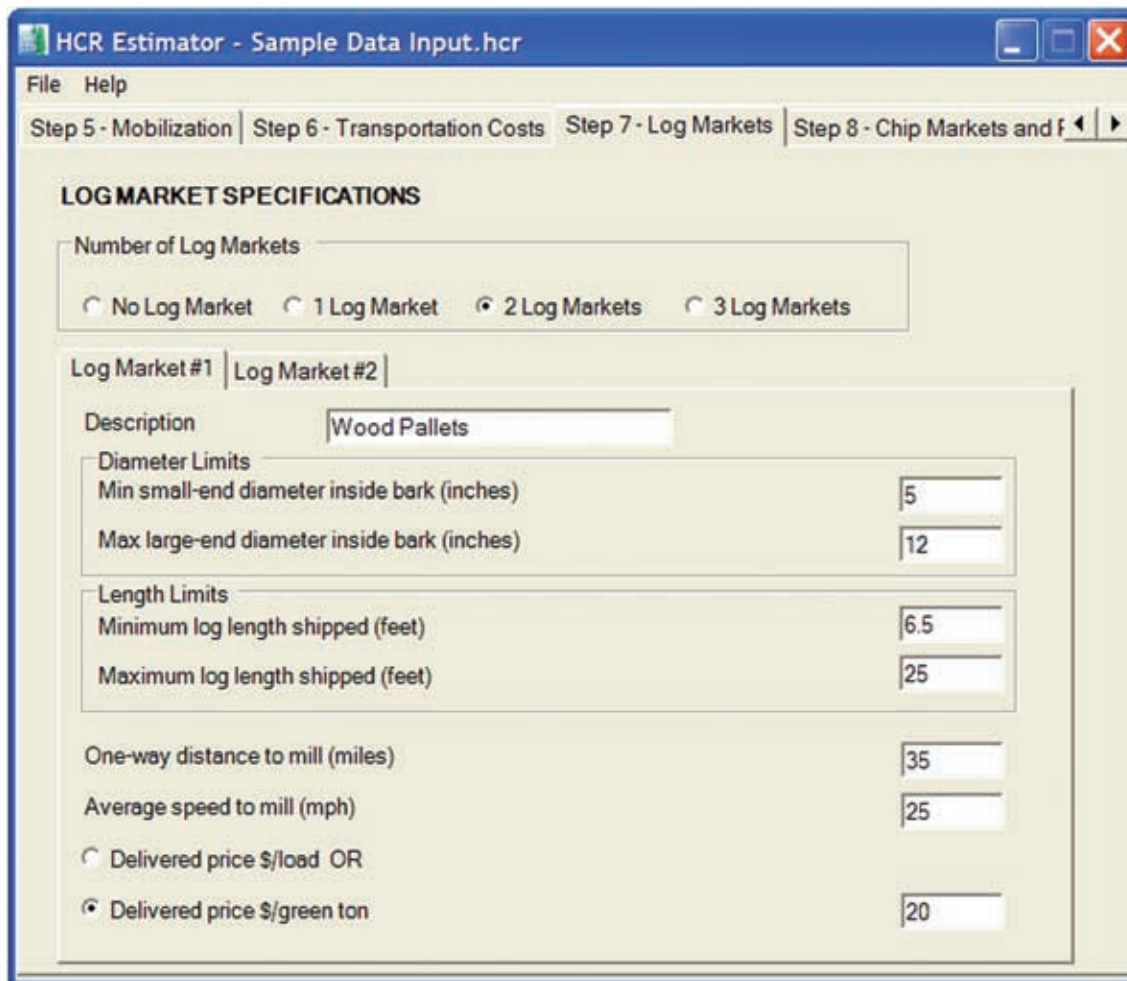 HCR Estimator - Sample Data Input.hcr
File Help
Step 5 - Mobilization Step 6 - Transportation Costs Step 7 - Log Markets Step 8 - Chip Markets and
LOG MARKET SPECIFICATIONS
Number of Log Markets
No Log Market 1 Log Market 2 Log Markets 3 Log Markets
Log Market #1 Log Market #2
Description Wood Pallets
Diameter Limits
Min small-end diameter inside bark (inches) 5
Max large-end diameter inside bark (inches) 12
Length Limits
Minimum log length shipped (feet) 6.5
Maximum log length shipped (feet) 25
One-way distance to mill (miles) 35
Average speed to mill (mph) 25
Delivered price $/load OR
Delivered price $/green ton 20